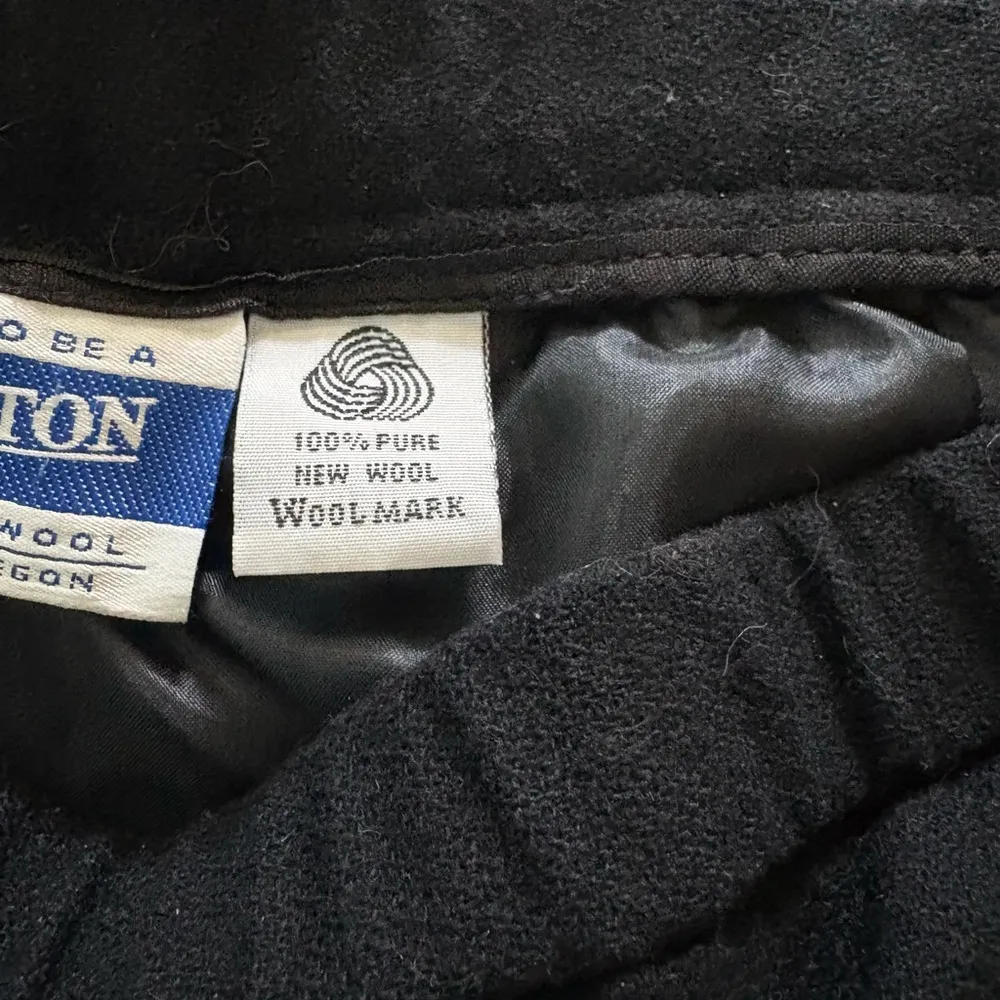 O BE A
TON
WOOL
EGON
100% PURE
NEW WOOL
WOOLMARK